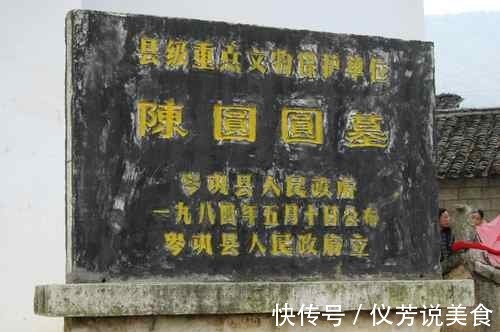 县级重点文物保护单位
陳圓圓墓
岑巩县人民政府
一九八四年五月十日公布
岑巩县人民政府立
快传号 / 仪芳说美食